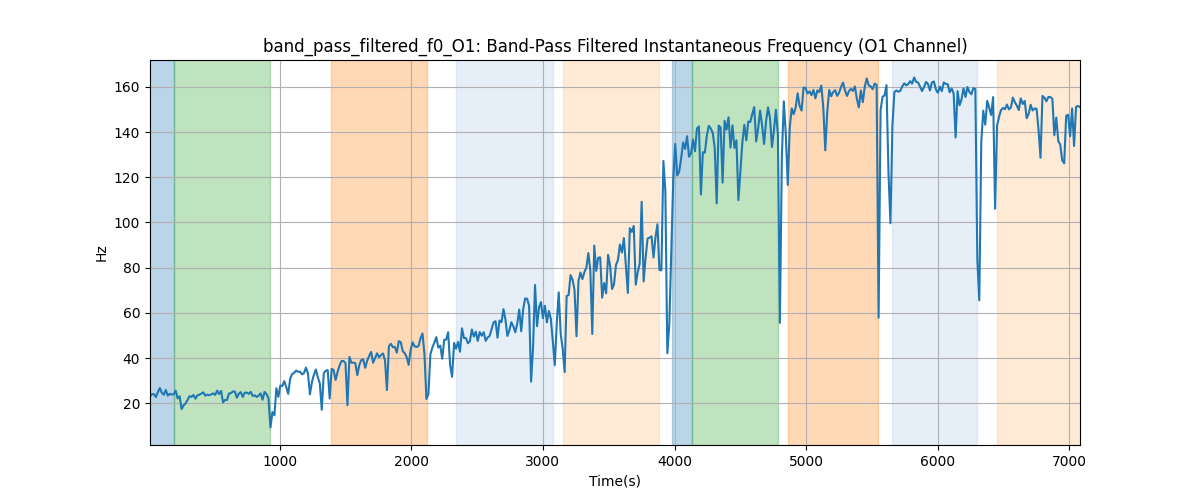 band_pass_filtered_f0_O1: Band-Pass Filtered Instantaneous Frequency (O1 Channel)
160
140
120
100
80
60
40
20
Hz
1000 2000 3000 4000 5000 6000 7000
Time(s)